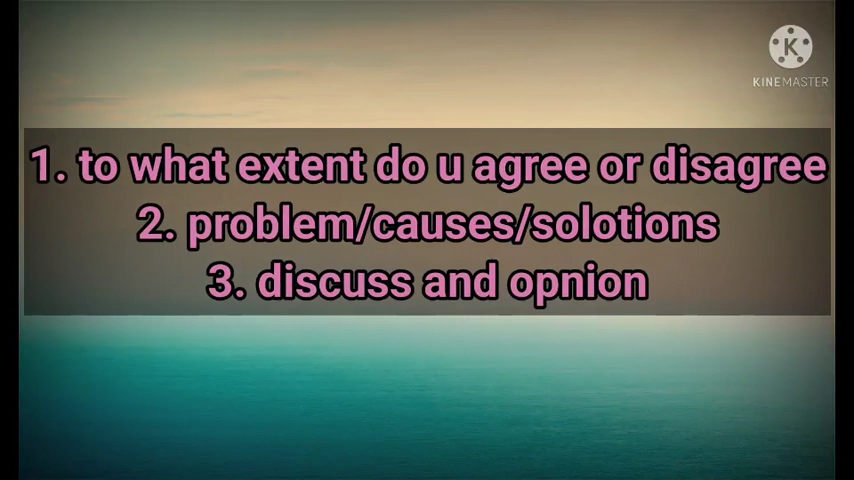 KINEMASTER
1. to what extent do u agree or disagree
2. problem/causes/solotions
3. discuss and opnion